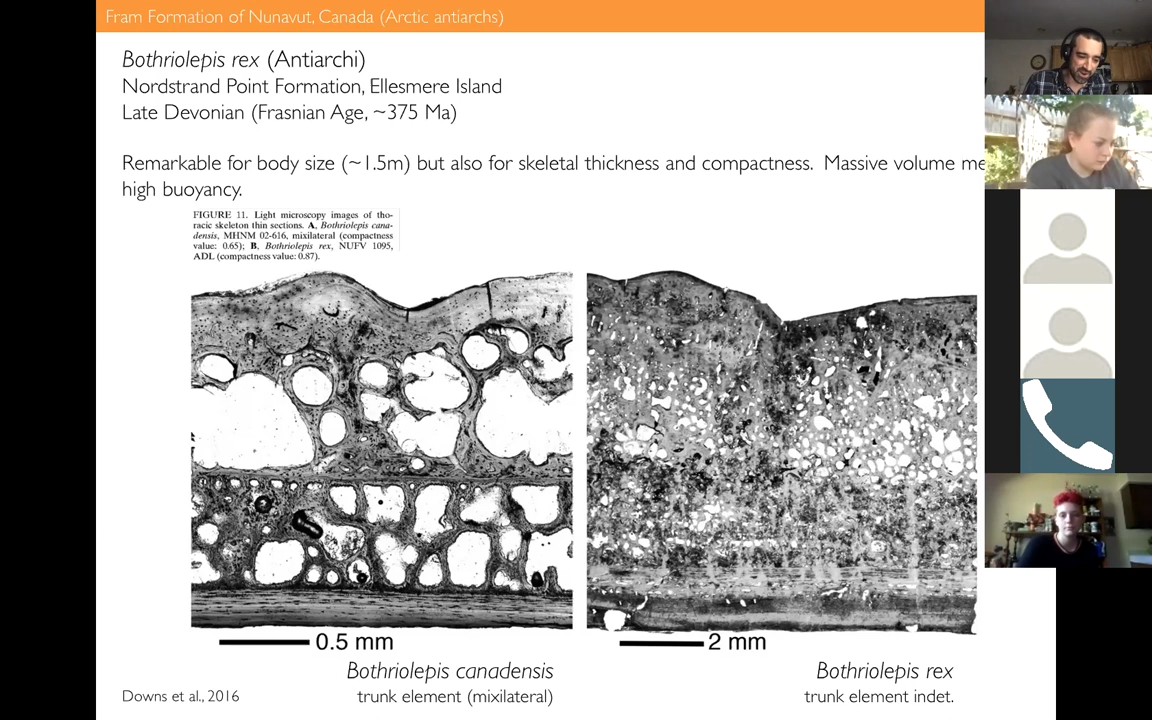 Fram Formation of Nunavut, Canada (Arctic antiarchs)
Bothriolepis rex (Antiarchi)
Nordstrand Point Formation, Ellesmere Island
Late Devonian (Frasnian Age, ~375 Ma)
Remarkable for body size (~1.5m) but also for skeletal thickness and compactness. Massive volume me
high buoyancy.
FIGURE 11. Light microscopy images of tho-
racic skeleton thin sections. A, Bothriolepis cana-
densis, MHNM 02-616, mixilateral (compactness
value: 0.65); B, Bothriolepis rex, NUFV 1095,
ADL (compactness value: 0.87).
0.5 mm
2 mm
Bothriolepis canadensis
trunk element (mixilateral)
Bothriolepis rex
trunk element indet.
Downs et al., 2016